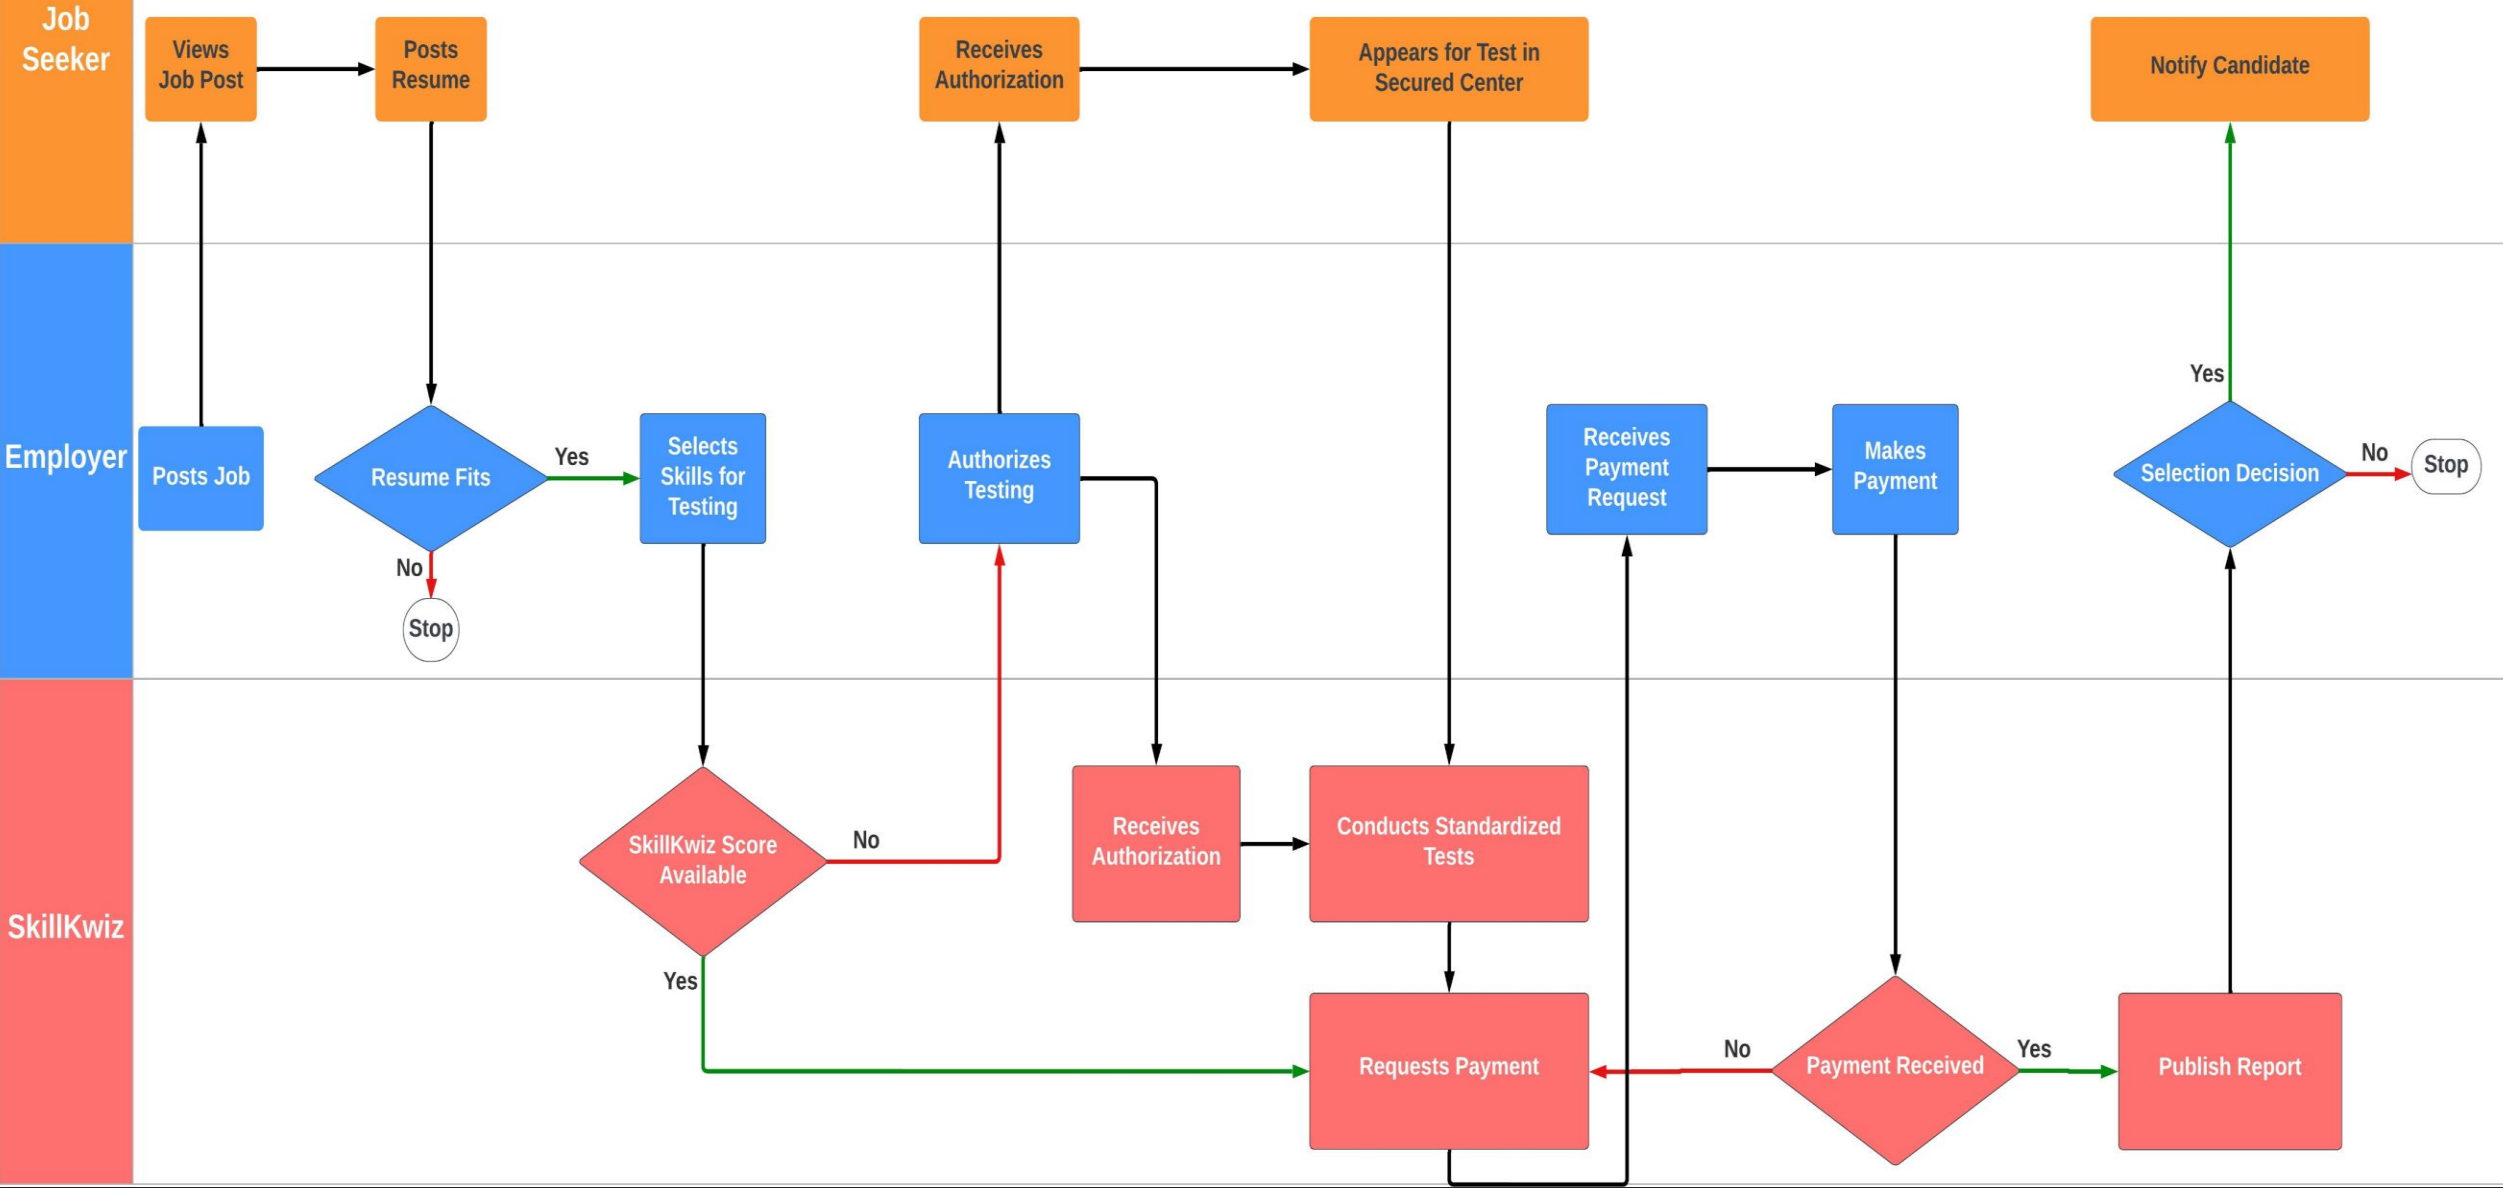 Job
Seeker
Views
Job Post
Posts
Resume
Receives
Authorization
Appears for Test in
Secured Center
Notify Candidate
Employer
Posts Job
Resume Fits
Yes
No
Stop
Selects
Skills for
Testing
Authorizes
Testing
Receives
Payment
Request
Makes
Payment
Yes
Selection Decision
No
Stop
SkillKwiz
SkillKwiz Score
Available
No
Yes
Receives
Authorization
Conducts Standardized
Tests
Requests Payment
No
Payment Received
Yes
Publish Report